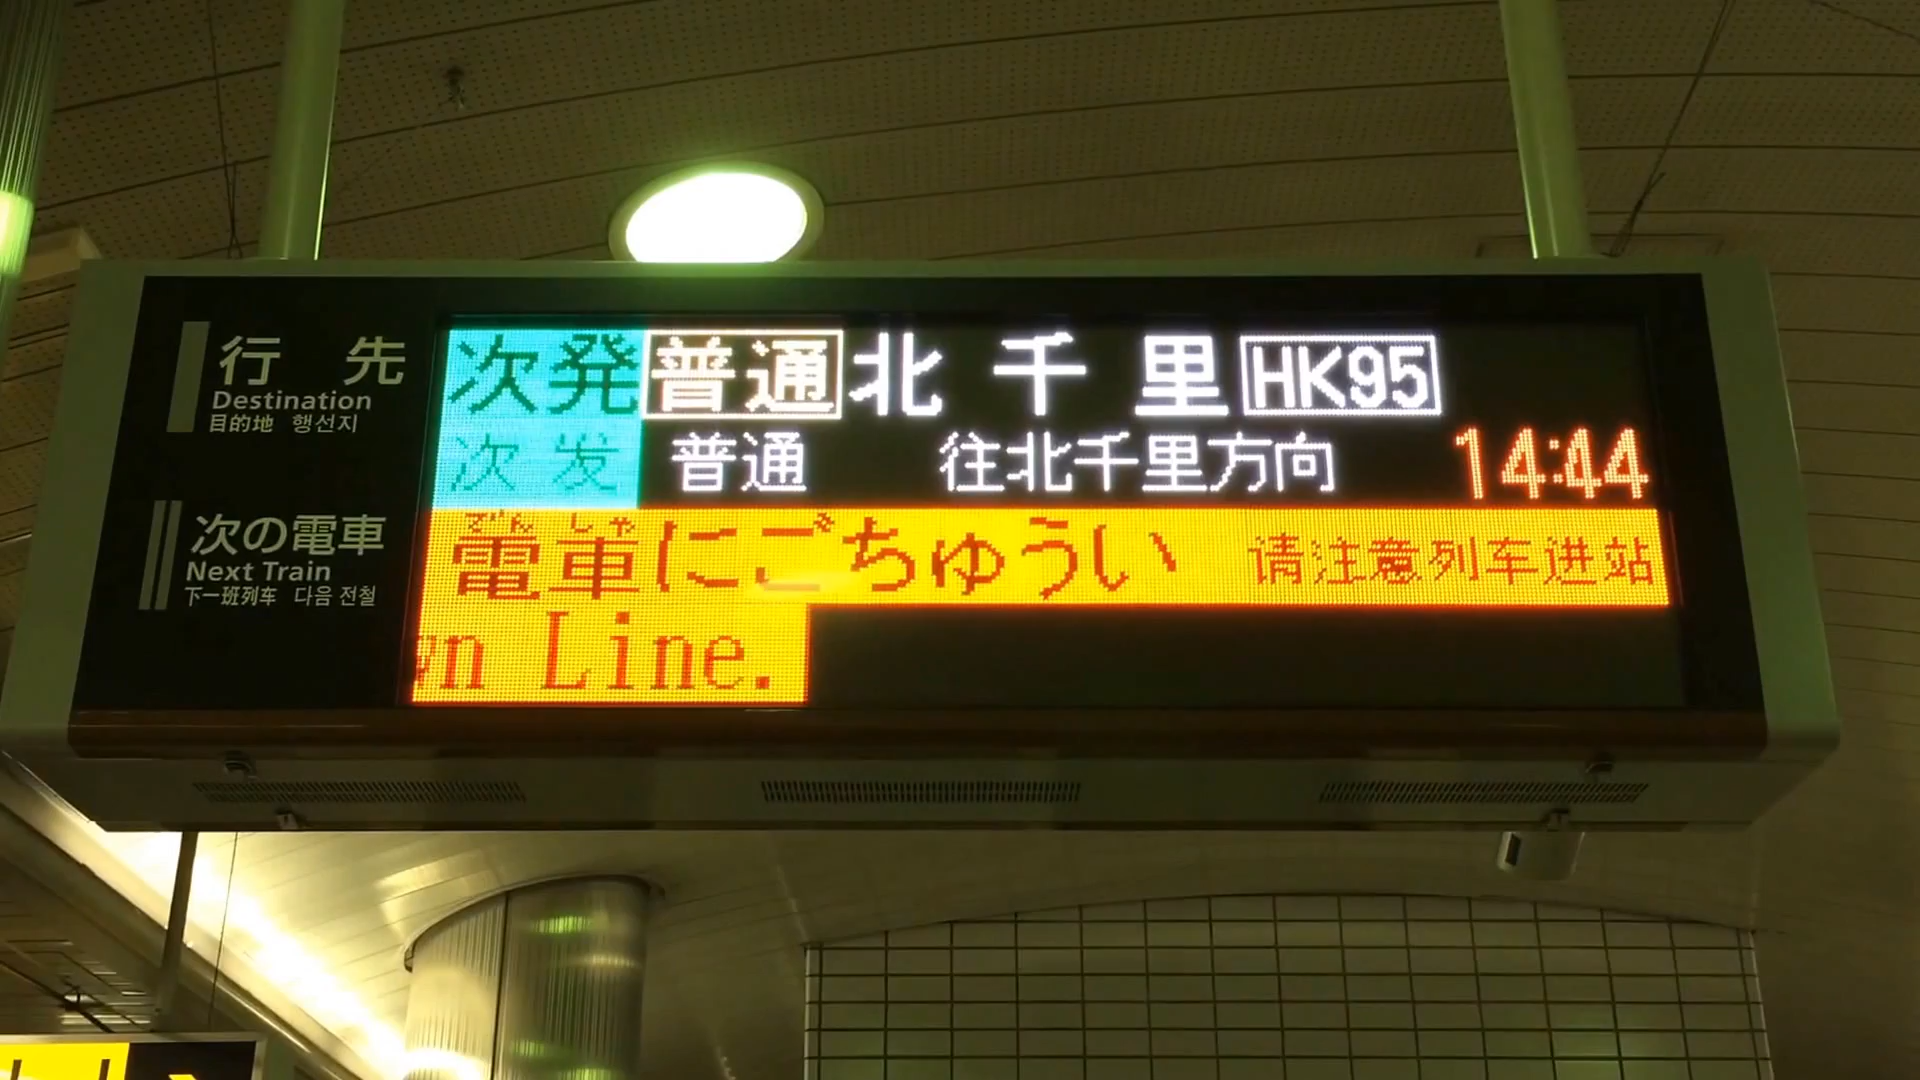 行先
Destination
目的地 행선지
次の電車
Next Train
下一班列车 다음 전철
次発 普通 北千里 HK95
次发 普通 往北千里方向 14:44
でんしゃ
電車にごちゅうい 请注意列车进站
wn Line.